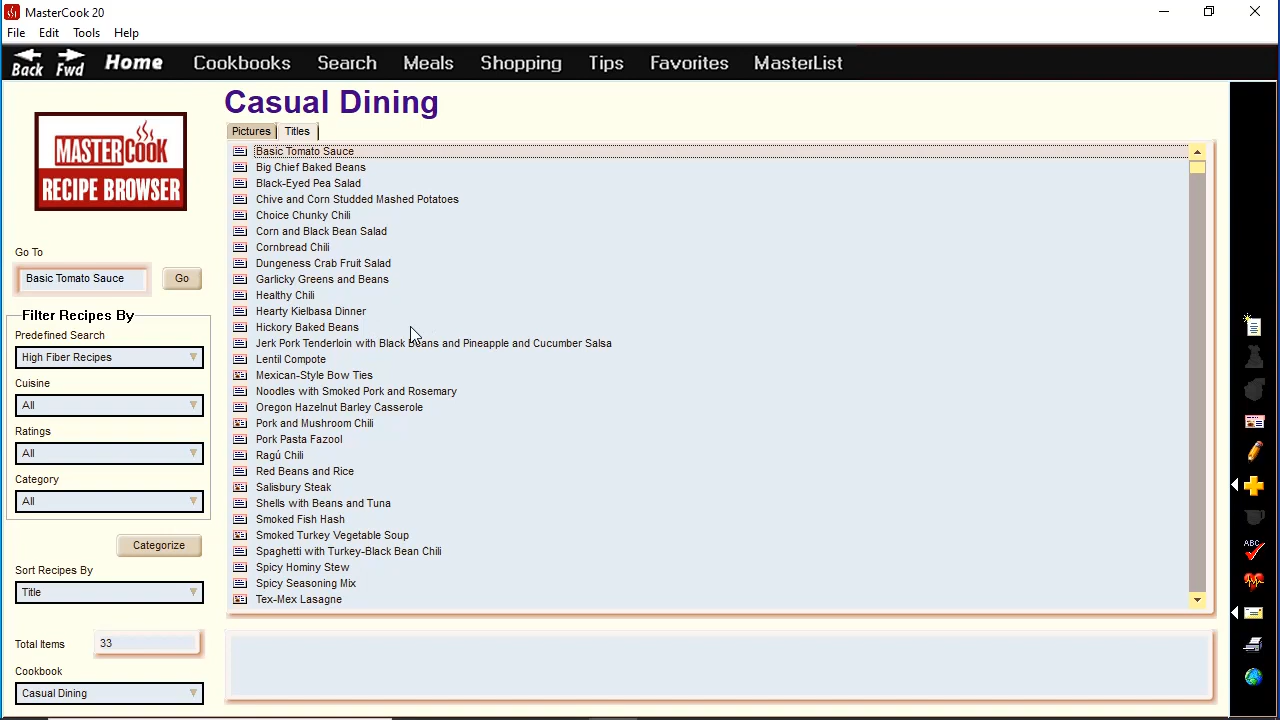 MasterCook 20
File Edit Tools Help
Back Fwd Home Cookbooks Search Meals Shopping Tips Favorites MasterList
MASTERCOOK
RECIPE BROWSER
Go To
Basic Tomato Sauce Go
Filter Recipes By
Predefined Search
High Fiber Recipes
Cuisine
All
Ratings
All
Category
All
Categorize
Sort Recipes By
Title
Total Items 33
Cookbook
Casual Dining
Casual Dining
Pictures Titles
Basic Tomato Sauce
Big Chief Baked Beans
Black-Eyed Pea Salad
Chive and Corn Studded Mashed Potatoes
Choice Chunky Chili
Corn and Black Bean Salad
Cornbread Chili
Dungeness Crab Fruit Salad
Garlicky Greens and Beans
Healthy Chili
Hearty Kielbasa Dinner
Hickory Baked Beans
Jerk Pork Tenderloin with Black Beans and Pineapple and Cucumber Salsa
Lentil Compote
Mexican-Style Bow Ties
Noodles with Smoked Pork and Rosemary
Oregon Hazelnut Barley Casserole
Pork and Mushroom Chili
Pork Pasta Fazool
Ragú Chili
Red Beans and Rice
Salisbury Steak
Shells with Beans and Tuna
Smoked Fish Hash
Smoked Turkey Vegetable Soup
Spaghetti with Turkey-Black Bean Chili
Spicy Hominy Stew
Spicy Seasoning Mix
Tex-Mex Lasagne
ABC